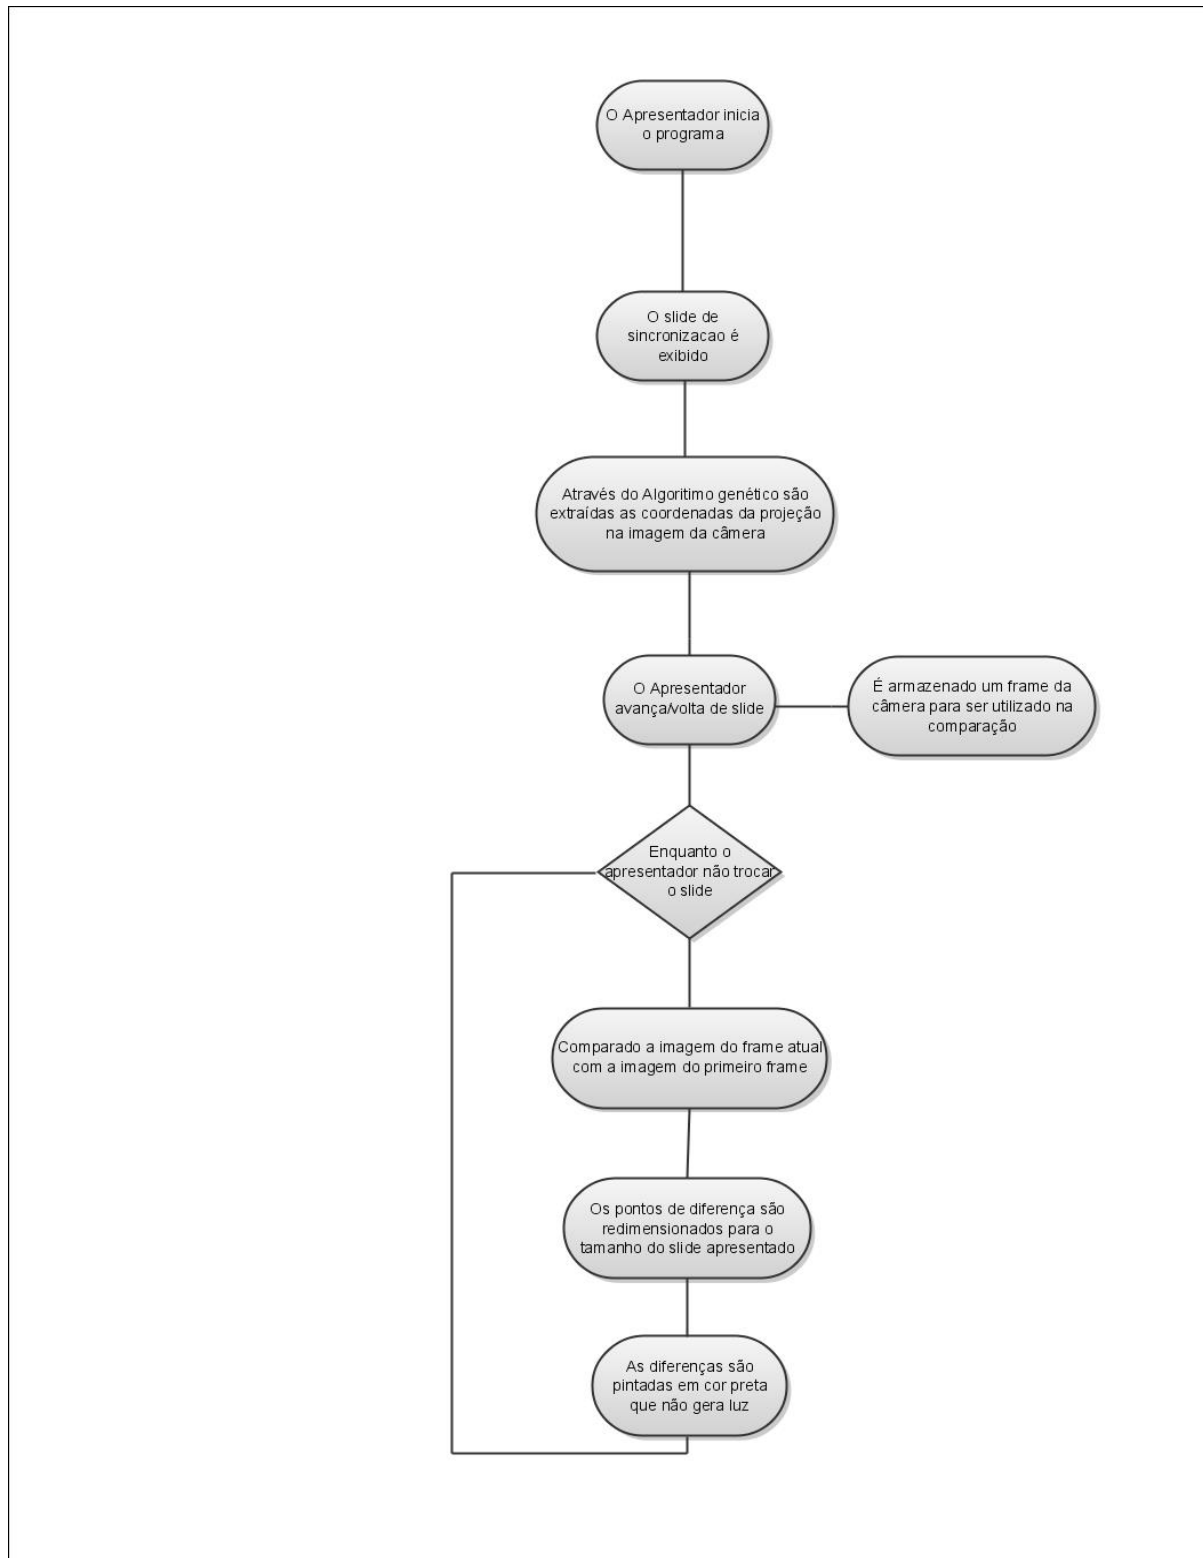 O Apresentador inicia
o programa
O slide de
sincronizacao é
exibido
Através do Algoritimo genético são
extraídas as coordenadas da projeção
na imagem da câmera
O Apresentador
avança/volta de slide
É armazenado um frame da
câmera para ser utilizado na
comparação
Enquanto o
apresentador não trocar
o slide
Comparado a imagem do frame atual
com a imagem do primeiro frame
Os pontos de diferença são
redimensionados para o
tamanho do slide apresentado
As diferenças são
pintadas em cor preta
que não gera luz